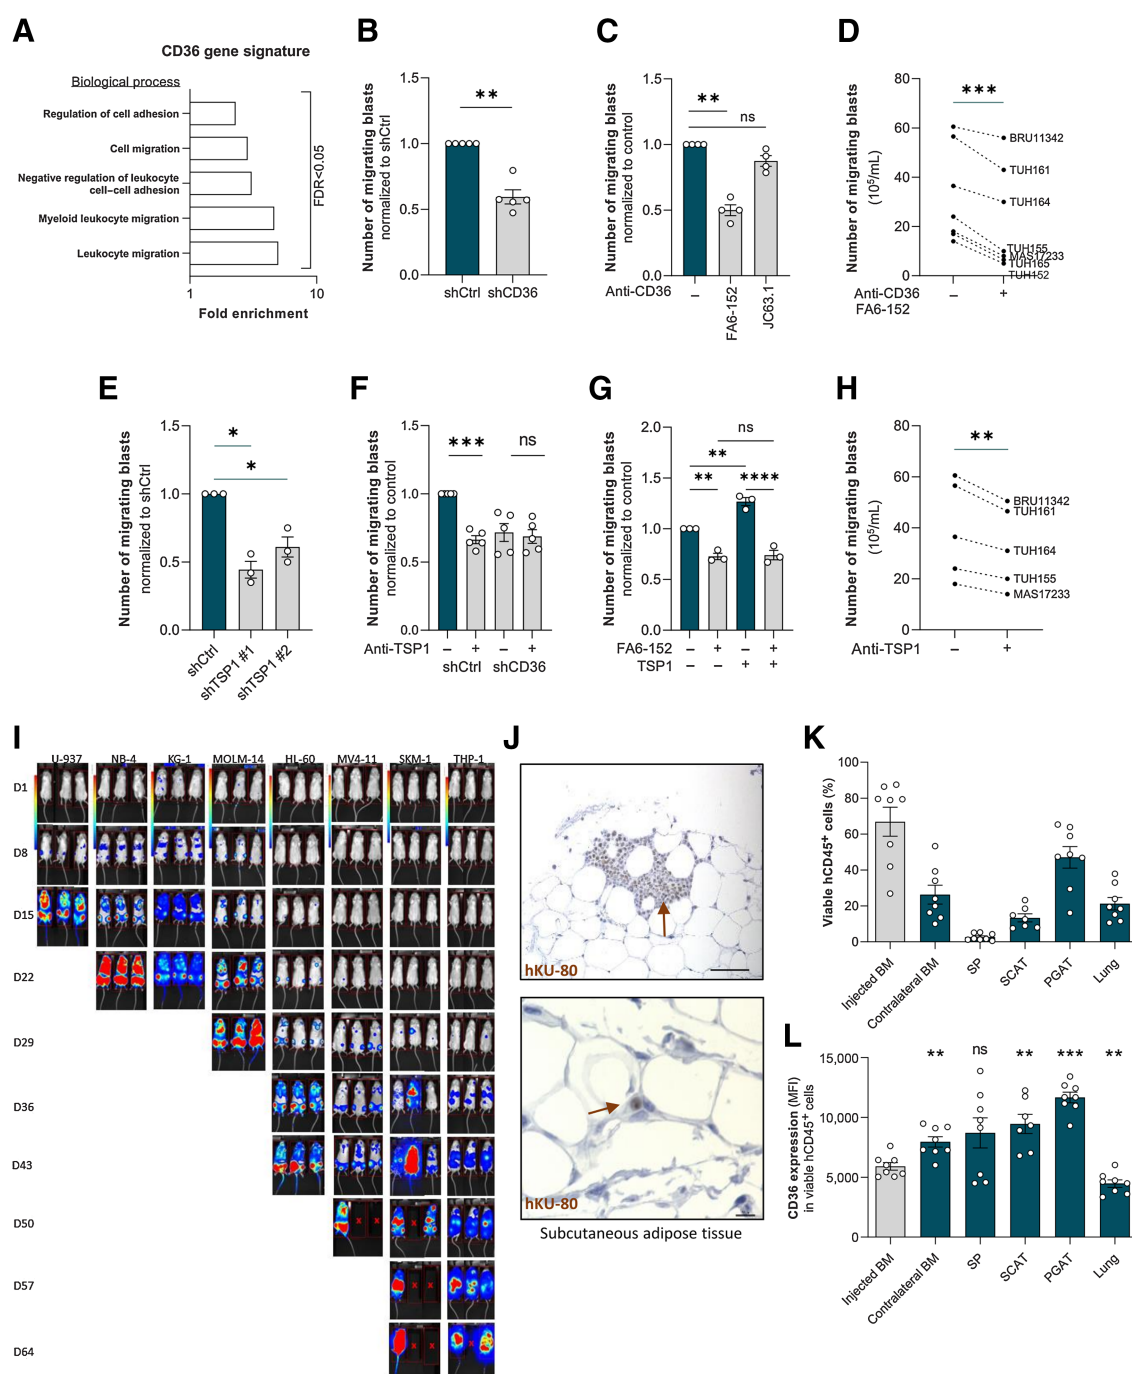 A
CD36 gene signature
Biological process
Regulation of cell adhesion
Cell migration
Negative regulation of leukocyte
cell–cell adhesion
Myeloid leukocyte migration
Leukocyte migration
FDR<0.05
1
10
Fold enrichment
B
Number of migrating blasts
normalized to shCtrl
1.5
1.0
0.5
0.0
**
shCtrl
shCD36
C
Number of migrating blasts
normalized to control
1.5
1.0
0.5
0.0
**
ns
Anti-CD36
–
FA6-152
JC63.1
D
Number of migrating blasts
(10⁵/mL)
80
60
40
20
0
***
BRU11342
TUH161
TUH164
TUH155
MAS17233
TUH165
TUH152
Anti-CD36
FA6-152
–
+
E
Number of migrating blasts
normalized to shCtrl
1.5
1.0
0.5
0.0
*
*
shCtrl
shTSP1 #1
shTSP1 #2
F
Number of migrating blasts
normalized to control
1.5
1.0
0.5
0.0
***
ns
Anti-TSP1
– + – +
shCtrl
shCD36
G
Number of migrating blasts
normalized to control
2.0
1.5
1.0
0.5
0.0
ns
**
**
****
FA6-152
– + – +
TSP1
– – + +
H
Number of migrating blasts
(10⁵/mL)
80
60
40
20
0
**
BRU11342
TUH161
TUH164
TUH155
MAS17233
Anti-TSP1
– +
I
U-937 NB-4 KG-1 MOLM-14 HL-60 MV4-11 SKM-1 THP-1
D1
D8
D15
D22
D29
D36
D43
D50
x x x
D57
x x
D64
x x x
J
hKU-80
hKU-80
Subcutaneous adipose tissue
K
Viable hCD45⁺ cells (%)
100
80
60
40
20
0
Injected BM
Contralateral BM
SP
SCAT
PGAT
Lung
L
CD36 expression (MFI)
in viable hCD45⁺ cells
15,000
10,000
5,000
0
** ns ** *** **
Injected BM
Contralateral BM
SP
SCAT
PGAT
Lung